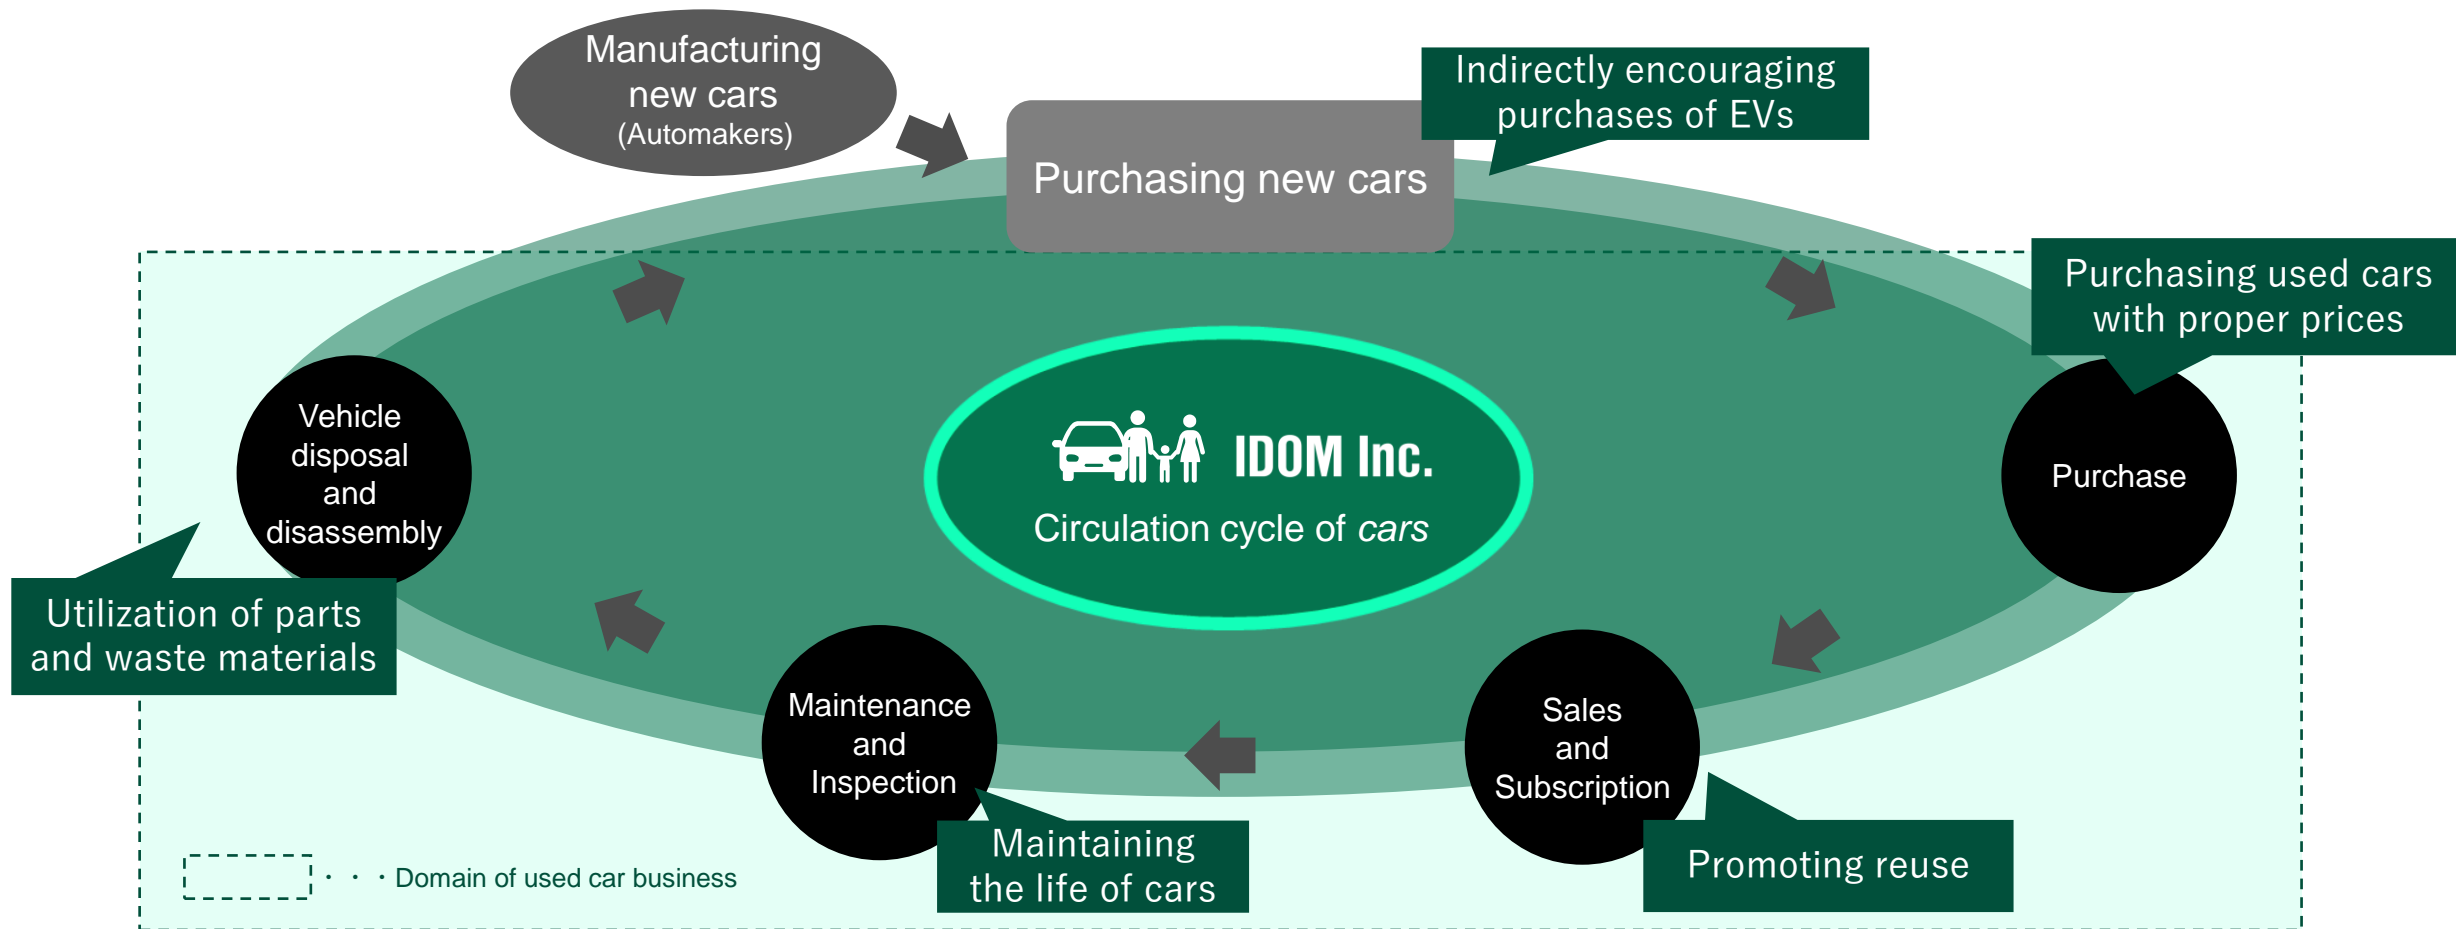 Manufacturing
new cars
(Automakers)
Indirectly encouraging
purchases of EVs
Purchasing new cars
Purchasing used cars
with proper prices
Vehicle
disposal
and
disassembly
IDOM Inc.
Circulation cycle of cars
Purchase
Utilization of parts
and waste materials
Maintenance
and
Inspection
Sales
and
Subscription
Maintaining
the life of cars
Promoting reuse
・・・Domain of used car business